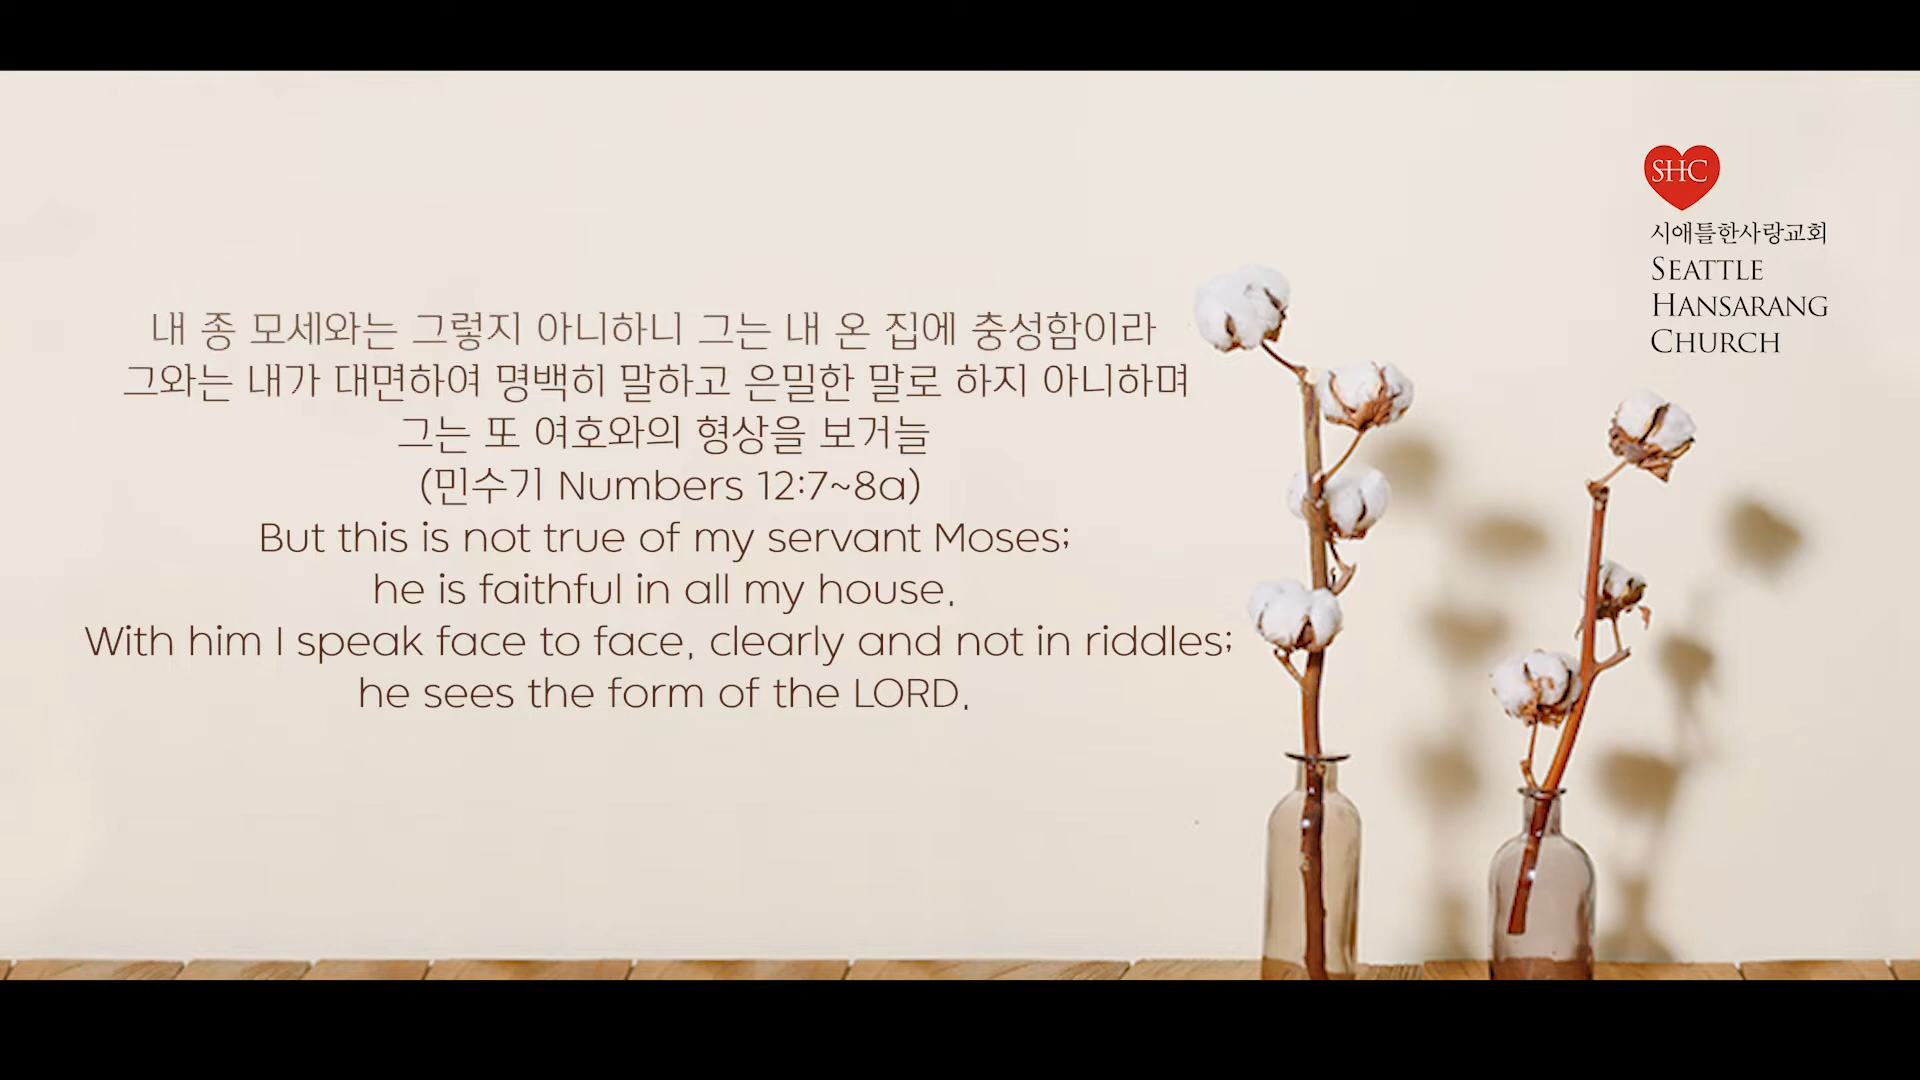 내 종 모세와는 그렇지 아니하니 그는 내 온 집에 충성함이라
그와는 내가 대면하여 명백히 말하고 은밀한 말로 하지 아니하며
그는 또 여호와의 형상을 보거늘
(민수기 Numbers 12:7~8a)
But this is not true of my servant Moses;
he is faithful in all my house.
With him I speak face to face, clearly and not in riddles;
he sees the form of the LORD.
SHC
시애틀한사랑교회
SEATTLE
HANSARANG
CHURCH